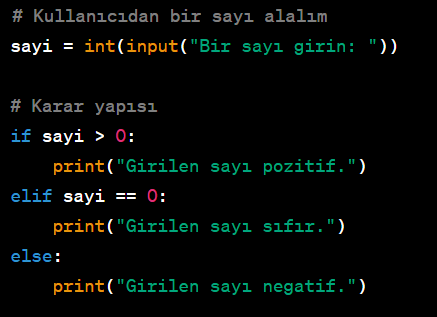 # Kullanıcıdan bir sayı alalım
sayi = int(input("Bir sayı girin: "))
# Karar yapısı
if sayi > 0:
    print("Girilen sayı pozitif.")
elif sayi == 0:
    print("Girilen sayı sıfır.")
else:
    print("Girilen sayı negatif.")